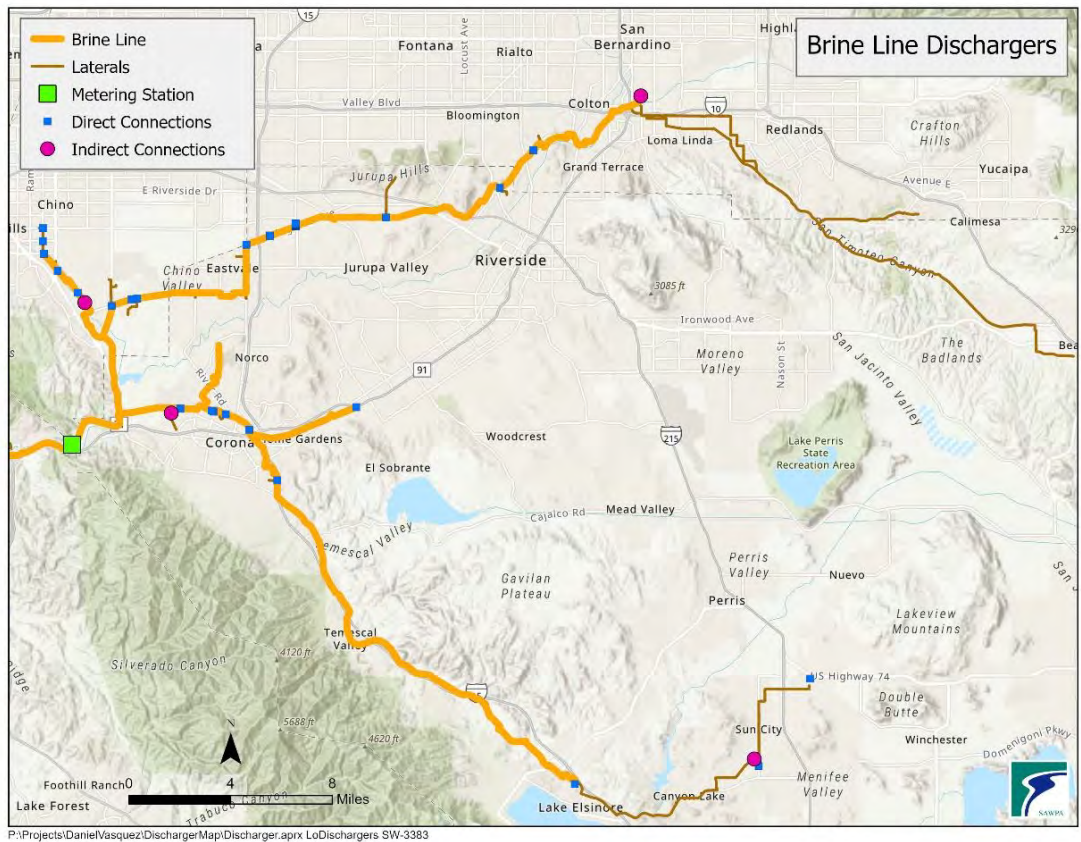 Brine Line Dischargers
Brine Line
Laterals
Metering Station
Direct Connections
Indirect Connections
15
Fontana
Locust Ave
Rialto
San
Bernardino
Valley Blvd
Bloomington
Colton
10
Loma Linda
Redlands
Crafton
Hills
Yucaipa
Avenue E
Calimesa
Grand Terrace
Jurupa Hills
E Riverside Dr
Chino
San Timoteo Canyon
Chino
Valley
Eastvale
Jurupa Valley
Riverside
3085 ft
Ironwood Ave
Moreno
Valley
Nason St
The
Badlands
San Jacinto Valley
Norco
91
Corona
Home Gardens
Woodcrest
215
Lake Perris
State
Recreation Area
El Sobrante
Cajalco Rd
Mead Valley
Temescal Valley
Gavilan
Plateau
Perris
Valley
Nuevo
Perris
Lakeview
Mountains
Temescal
Valley
4120 ft
Silverado Canyon
US Highway 74
Double
Butte
5688 ft
4620 ft
Sun City
Winchester
Domenigoni Pkwy
Menifee
Valley
N
Foothill Ranch
0 4 8
Miles
Lake Forest
Trabuco Canyon
Lake Elsinore
Canyon Lake
SAWPA
P:\Projects\DanielVasquez\DischargerMap\Discharger.aprx LoDischargers SW-3383